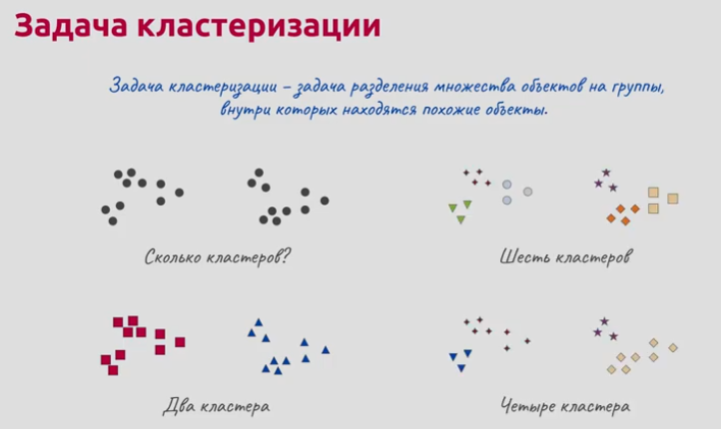 Задача кластеризации
Задача кластеризации – задача разделения множества объектов на группы,
внутри которых находятся похожие объекты.
Сколько кластеров?
Шесть кластеров
Два кластера
Четыре кластера